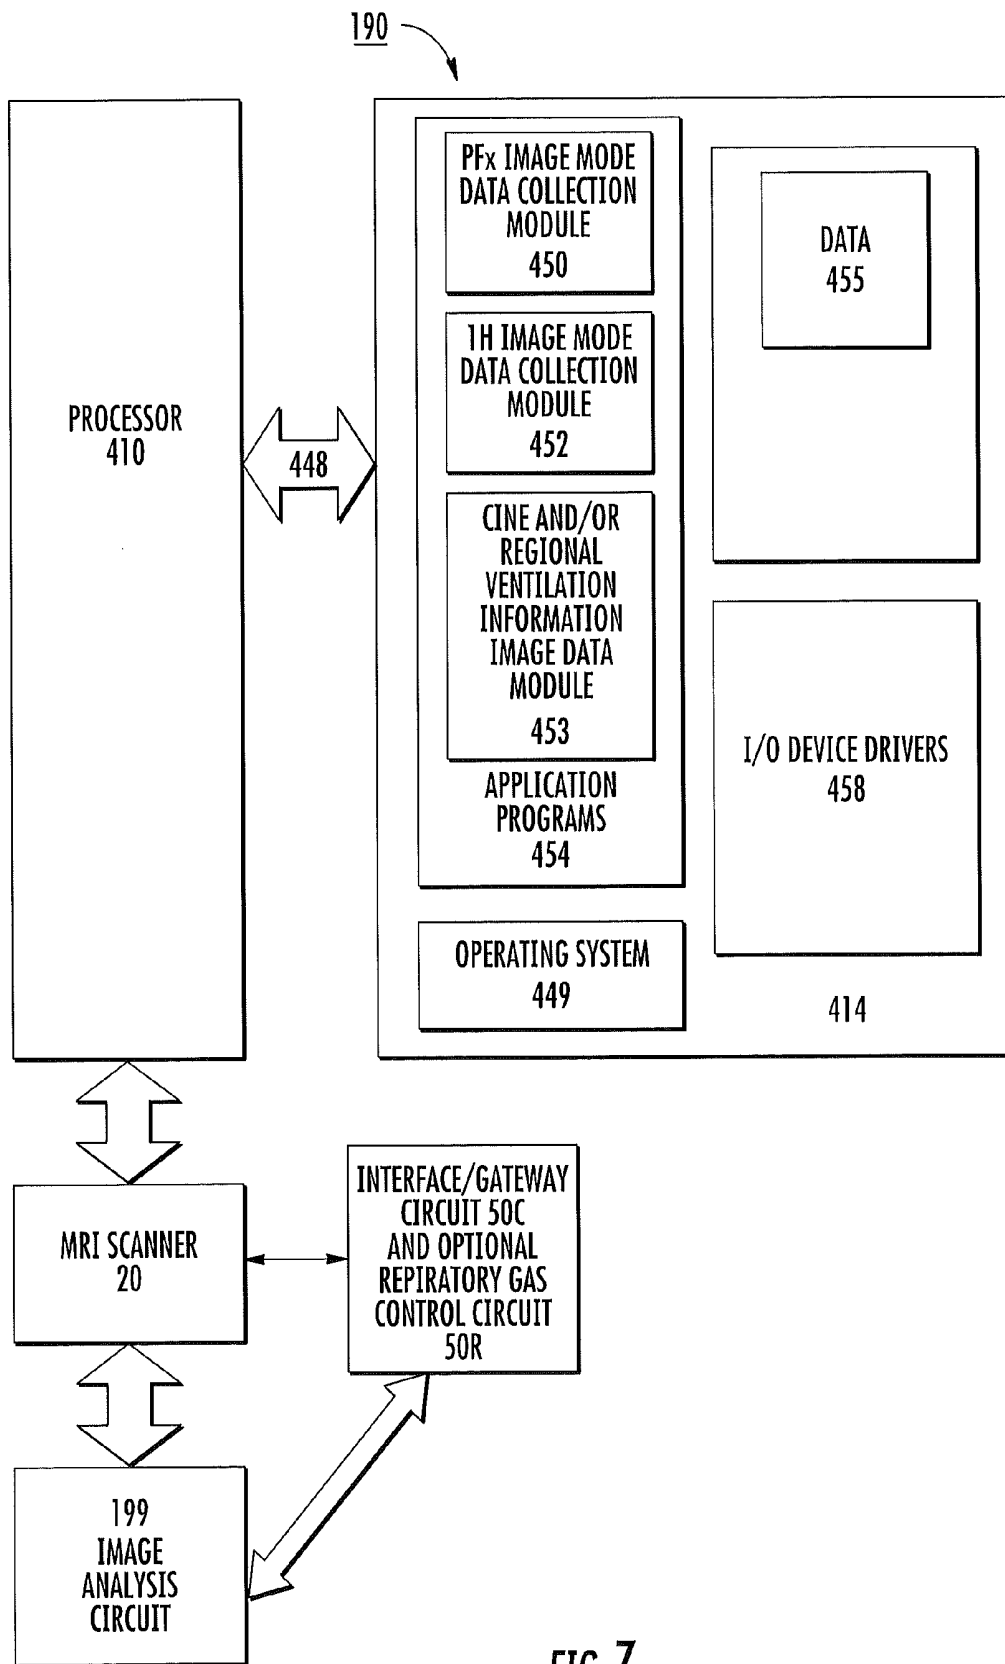 190
PROCESSOR
410
448
PFx IMAGE MODE
DATA COLLECTION
MODULE
450
1H IMAGE MODE
DATA COLLECTION
MODULE
452
CINE AND/OR
REGIONAL
VENTILATION
INFORMATION
IMAGE DATA
MODULE
453
APPLICATION
PROGRAMS
454
OPERATING SYSTEM
449
DATA
455
I/O DEVICE DRIVERS
458
414
MRI SCANNER
20
INTERFACE/GATEWAY
CIRCUIT 50C
AND OPTIONAL
REPIRATORY GAS
CONTROL CIRCUIT
50R
199
IMAGE
ANALYSIS
CIRCUIT
FIG. 7